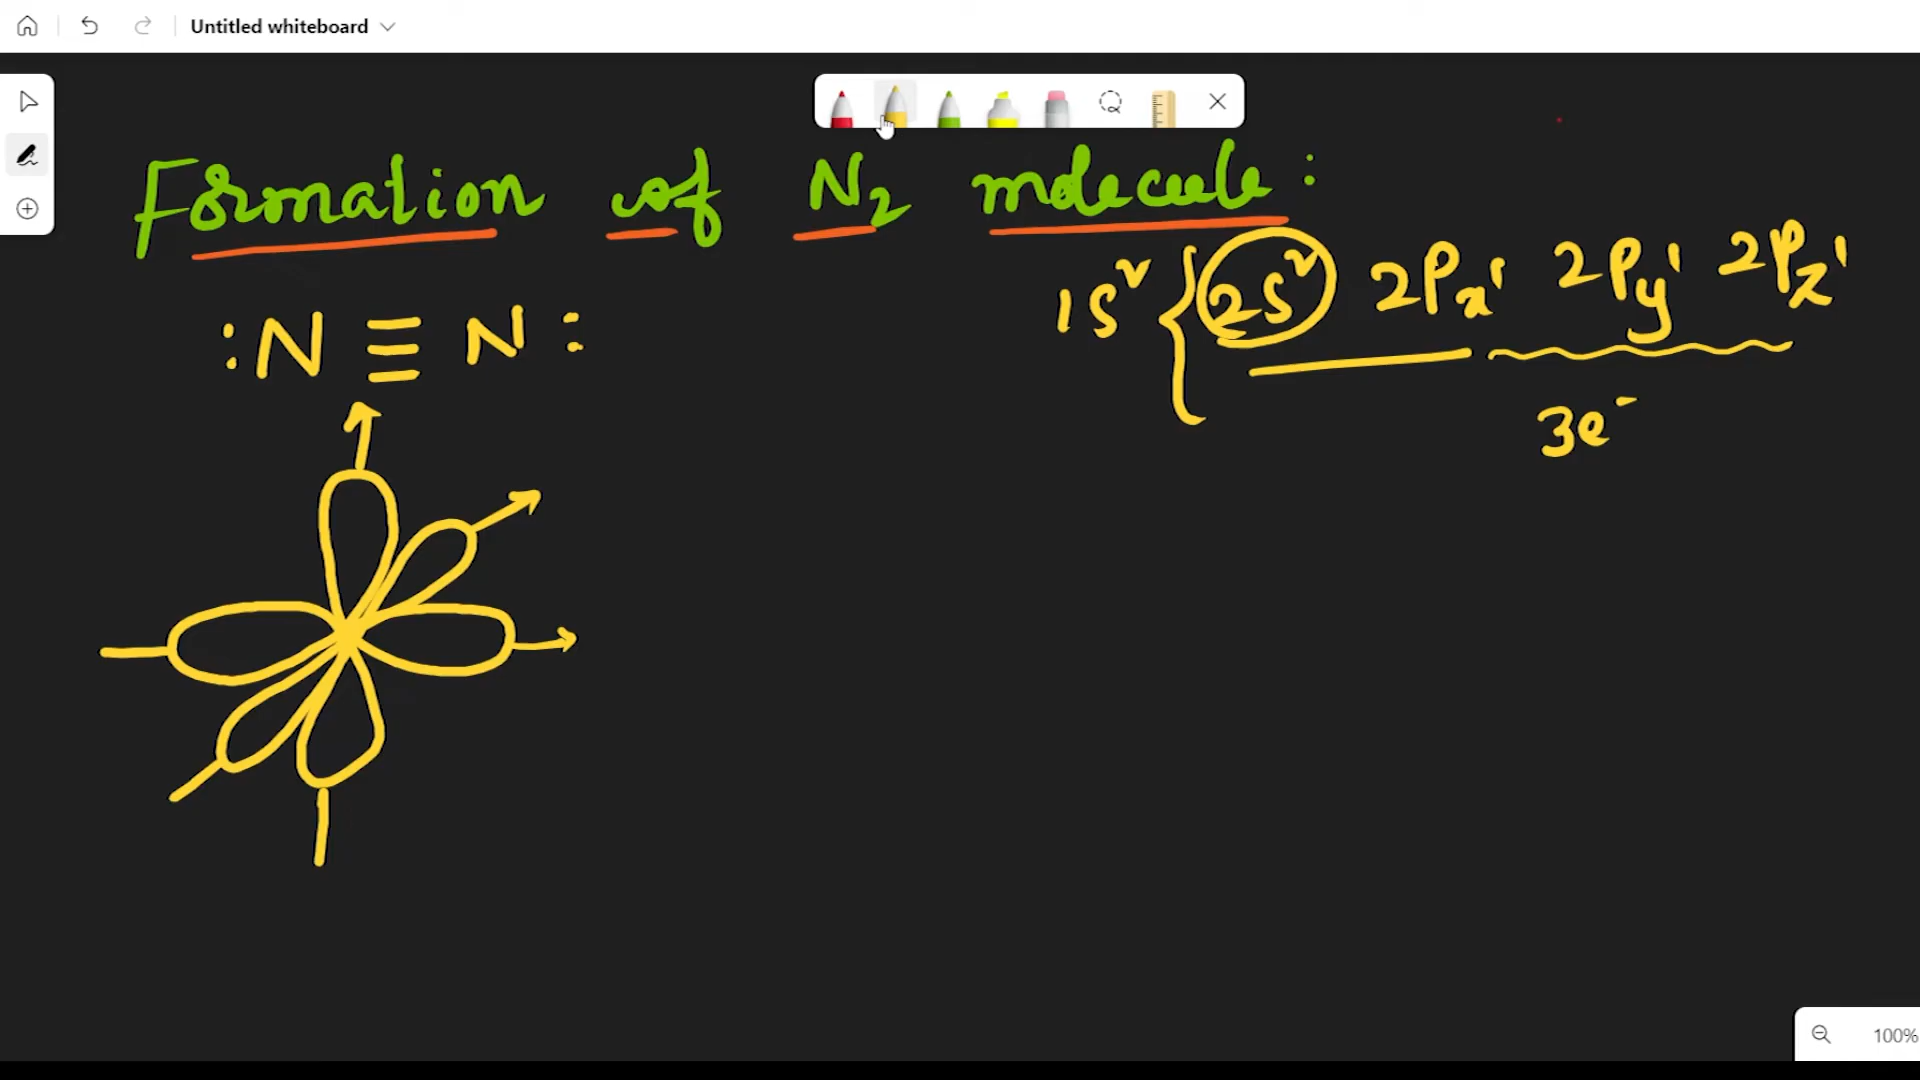 Untitled whiteboard
Formation of N₂ molecule :
1s² { 2s² 2Px¹ 2Py¹ 2Pz¹
:N ≡ N:
3e⁻
100%